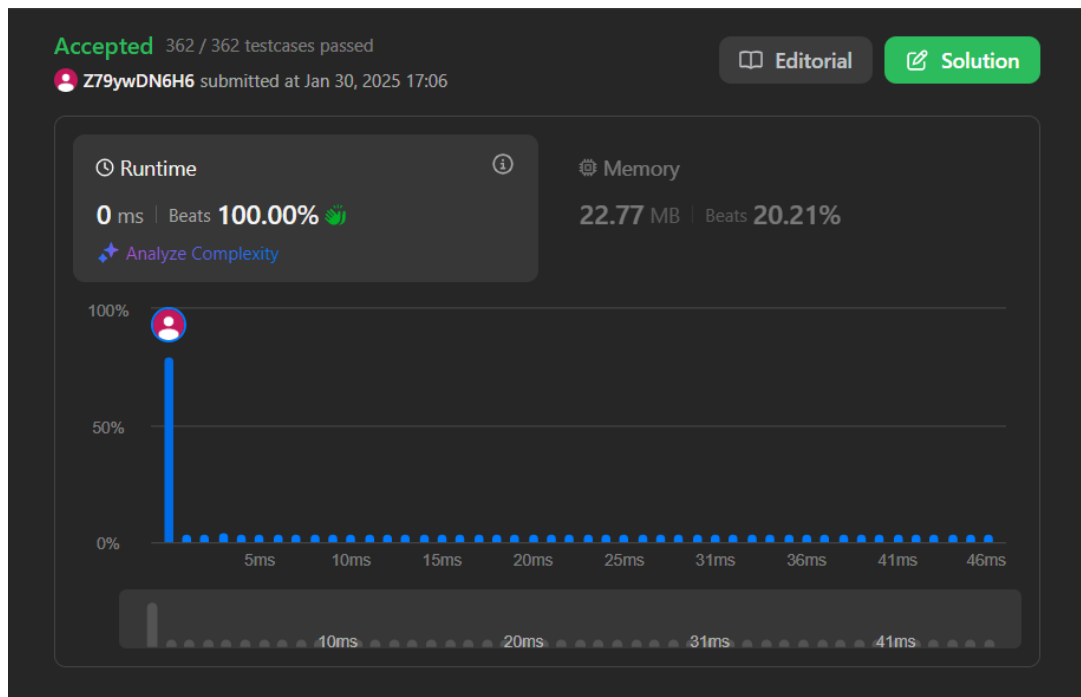 Accepted 362 / 362 testcases passed
Editorial
Solution
Z79ywDN6H6 submitted at Jan 30, 2025 17:06
Runtime
Memory
0 ms Beats 100.00%
22.77 MB Beats 20.21%
Analyze Complexity
100%
50%
0%
5ms 10ms 15ms 20ms 25ms 31ms 36ms 41ms 46ms
10ms 20ms 31ms 41ms